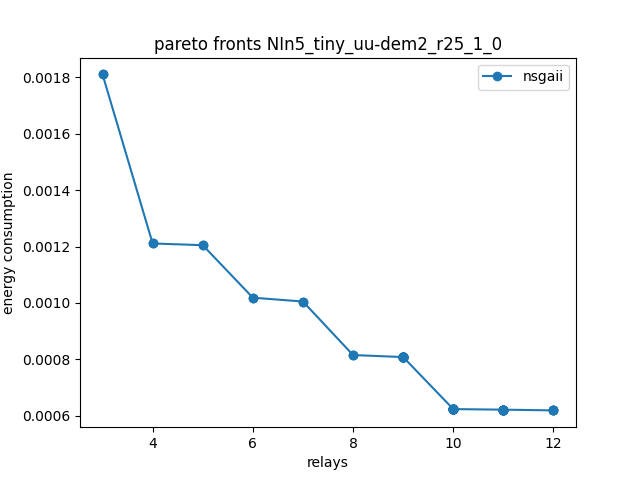 pareto fronts NIn5_tiny_uu-dem2_r25_1_0
nsgaii
0.0018
0.0016
0.0014
0.0012
0.0010
0.0008
0.0006
energy consumption
4 6 8 10 12
relays